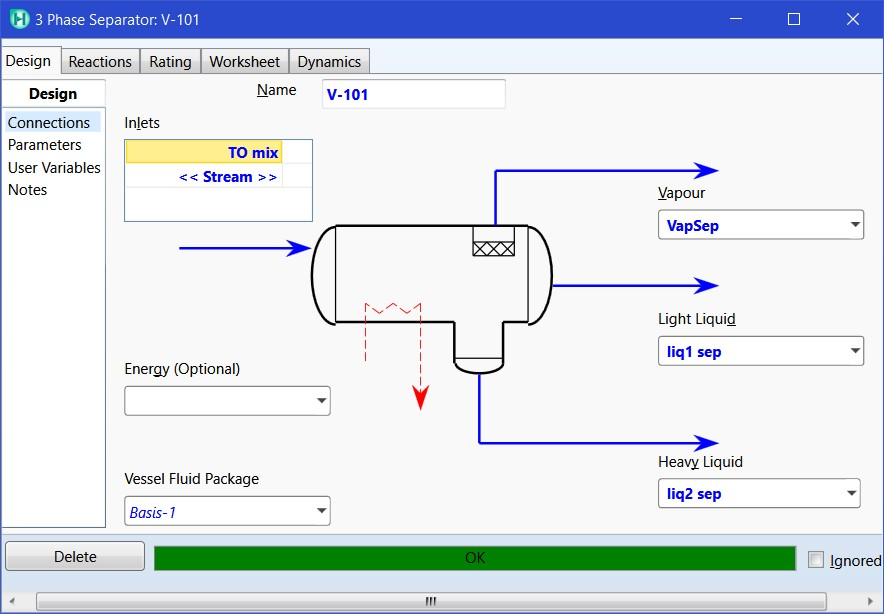 3 Phase Separator: V-101
Design Reactions Rating Worksheet Dynamics
Design
Connections
Parameters
User Variables
Notes
Name V-101
Inlets
TO mix
<< Stream >>
Vapour
VapSep
Light Liquid
liq1 sep
Energy (Optional)
Heavy Liquid
liq2 sep
Vessel Fluid Package
Basis-1
Delete OK Ignored